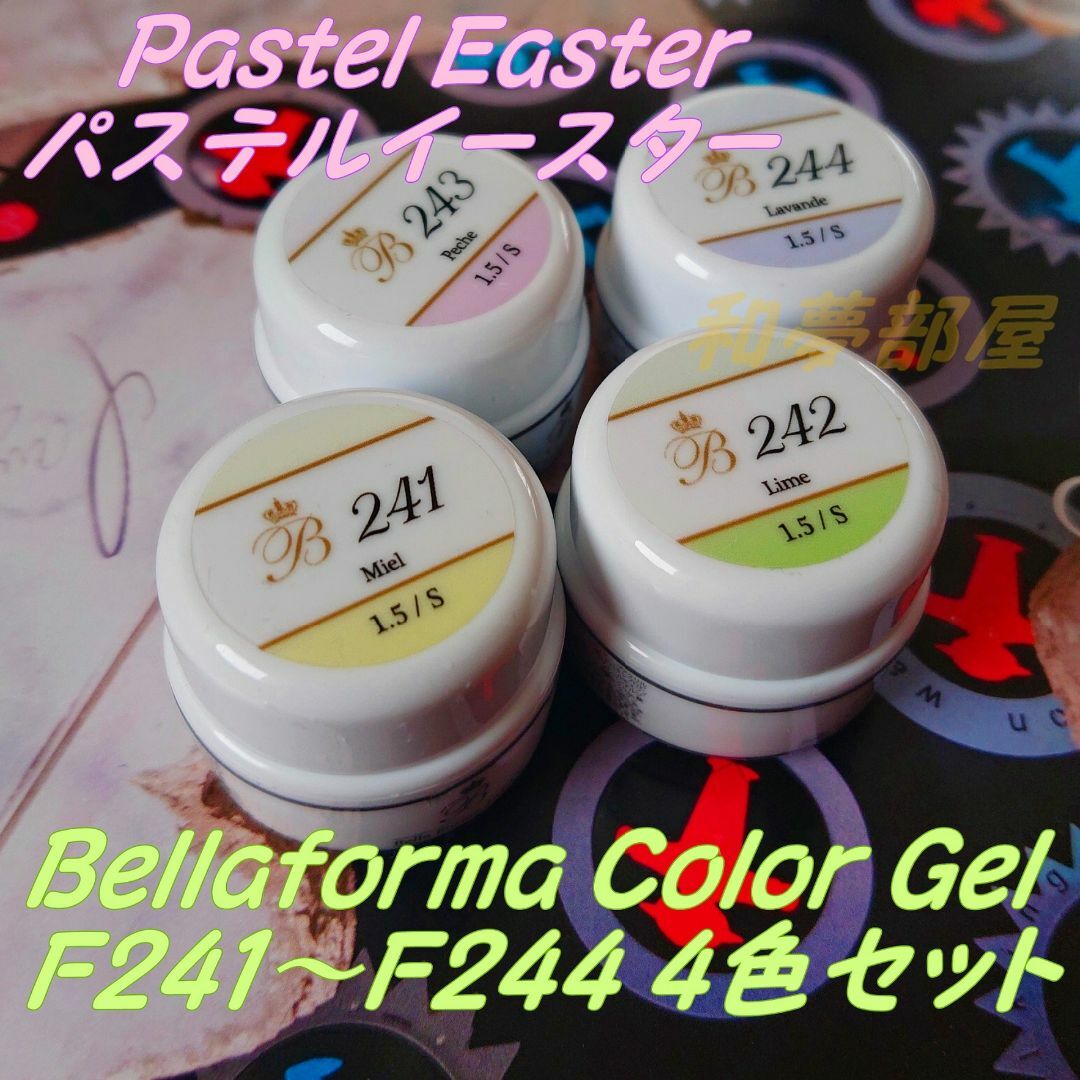 Pastel Easter
パステルイースター
B 243
Peche
1.5 / S
B 244
Lavande
1.5 / S
和夢部屋
B 241
Miel
1.5 / S
B 242
Lime
1.5 / S
Bellaforma Color Gel
F241～F244 4色セット